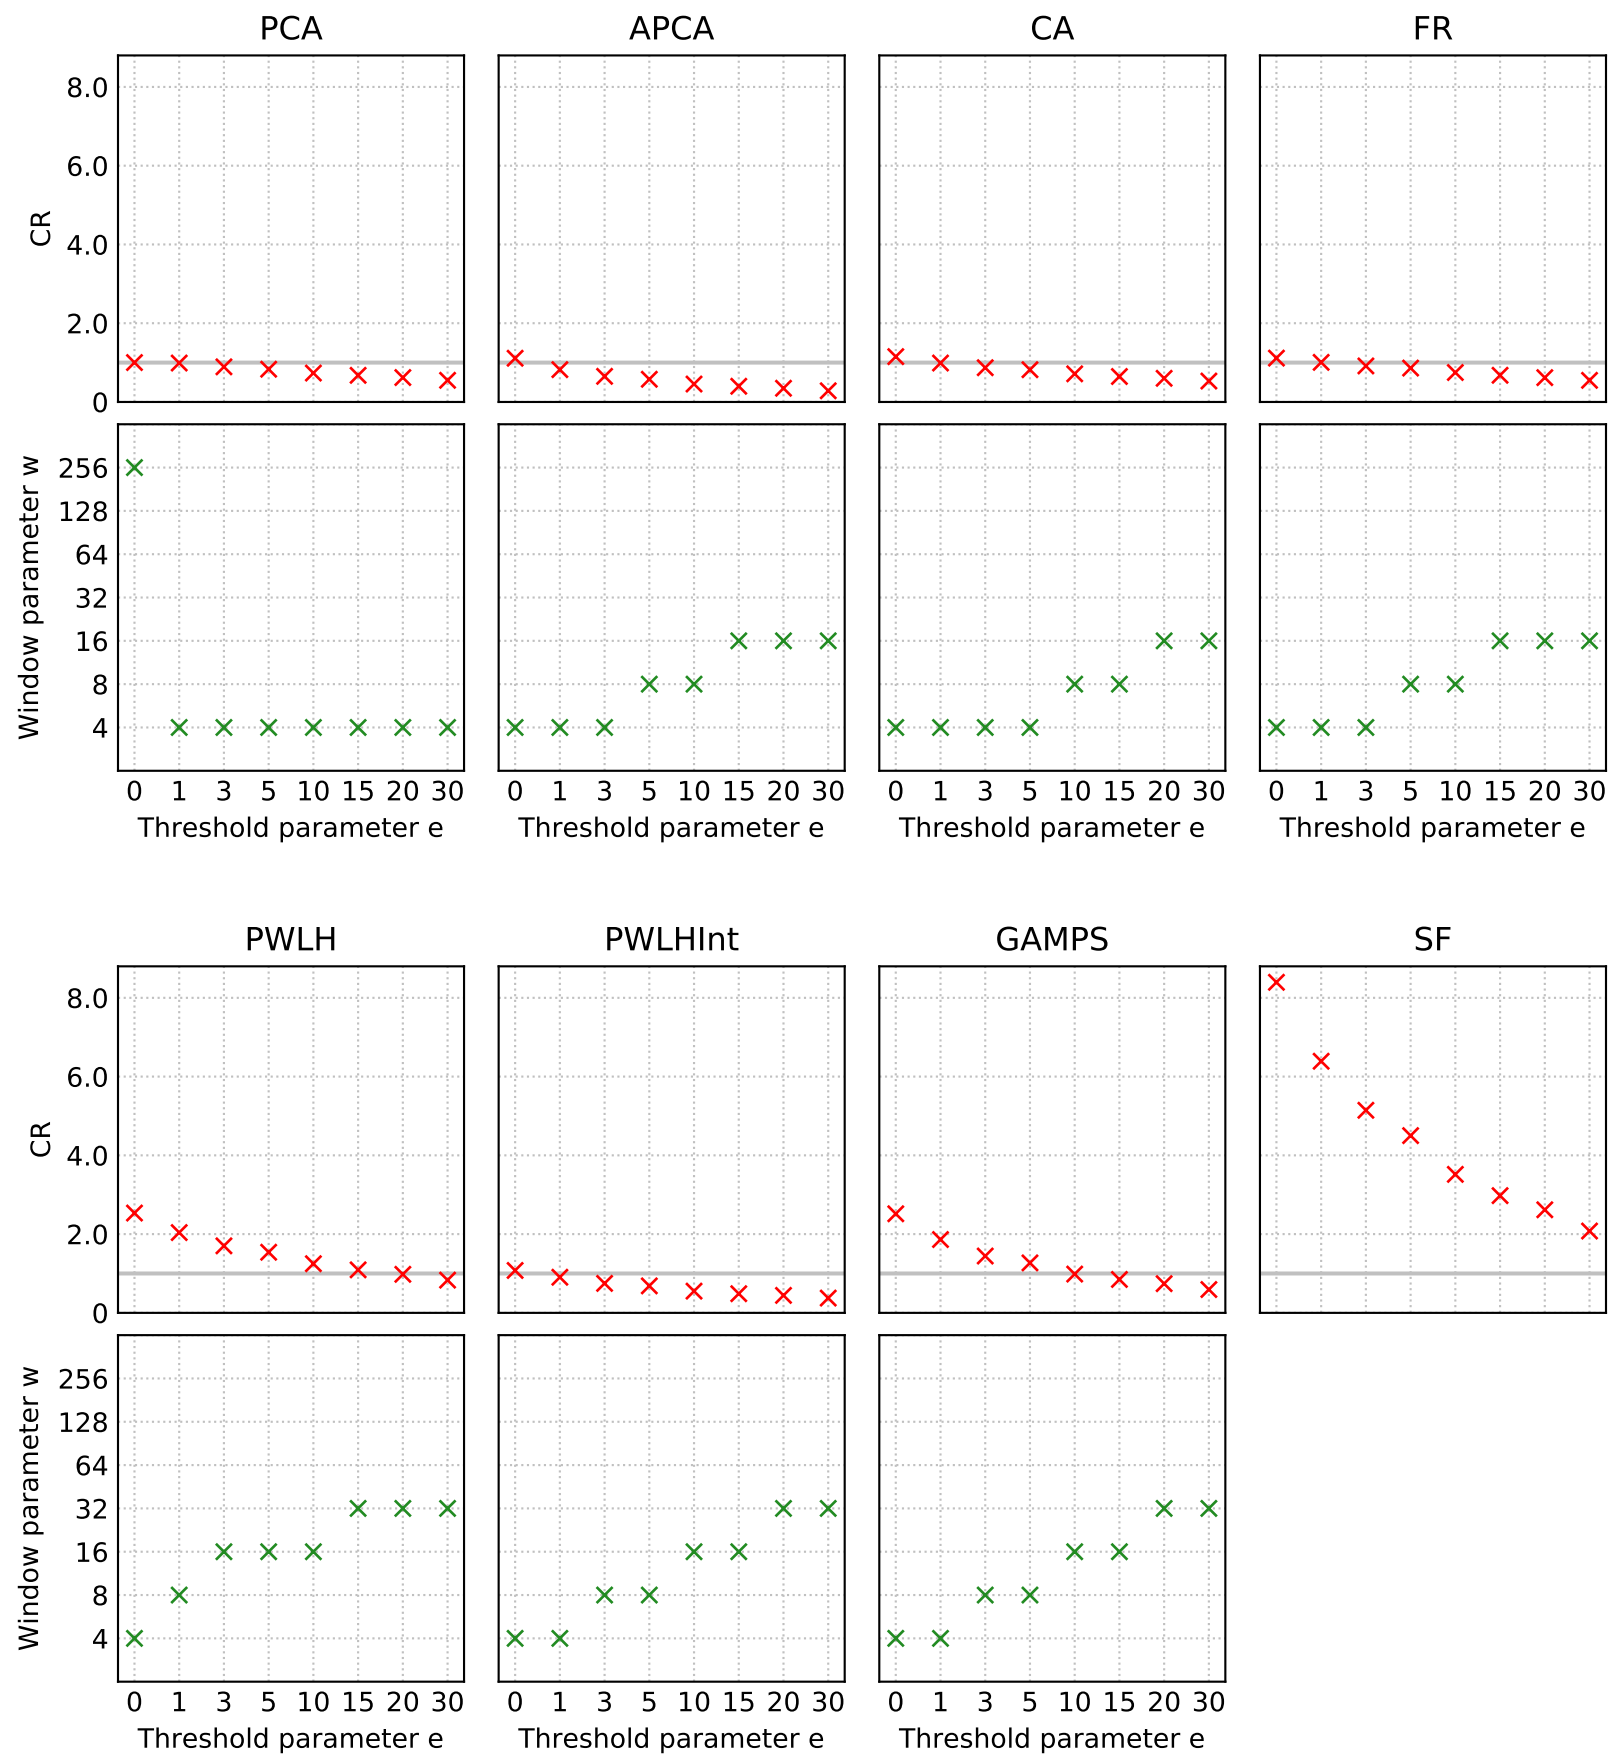 PCA APCA CA FR
8.0
6.0
4.0
2.0
0
CR
256
128
64
32
16
8
4
Window parameter w
0 1 3 5 10 15 20 30 0 1 3 5 10 15 20 30 0 1 3 5 10 15 20 30 0 1 3 5 10 15 20 30
Threshold parameter e Threshold parameter e Threshold parameter e Threshold parameter e
PWLH PWLHInt GAMPS SF
8.0
6.0
4.0
2.0
0
CR
256
128
64
32
16
8
4
Window parameter w
0 1 3 5 10 15 20 30 0 1 3 5 10 15 20 30 0 1 3 5 10 15 20 30
Threshold parameter e Threshold parameter e Threshold parameter e